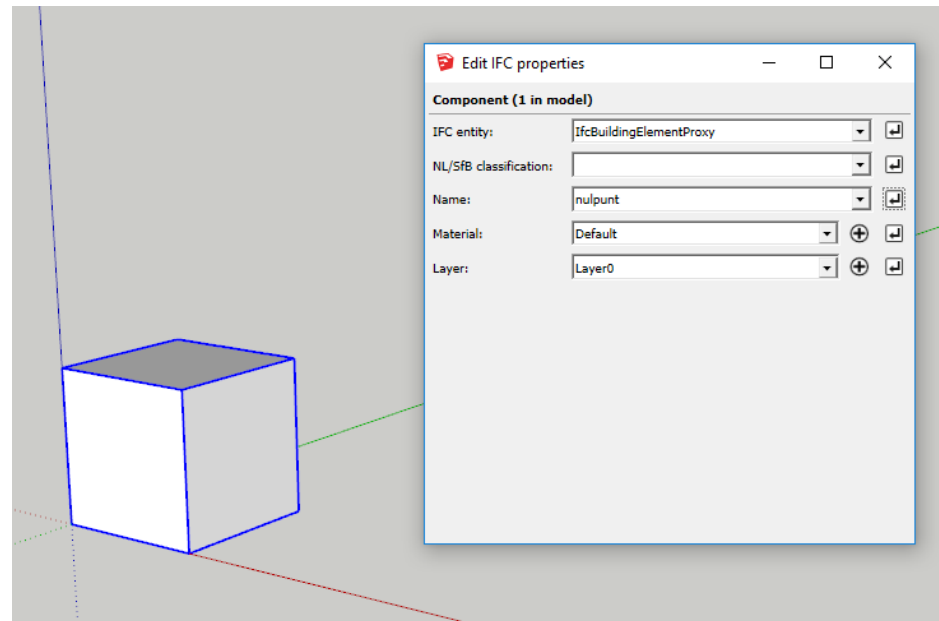 Edit IFC properties
Component (1 in model)
IFC entity: IfcBuildingElementProxy
NL/SfB classification:
Name: nulpunt
Material: Default
Layer: Layer0